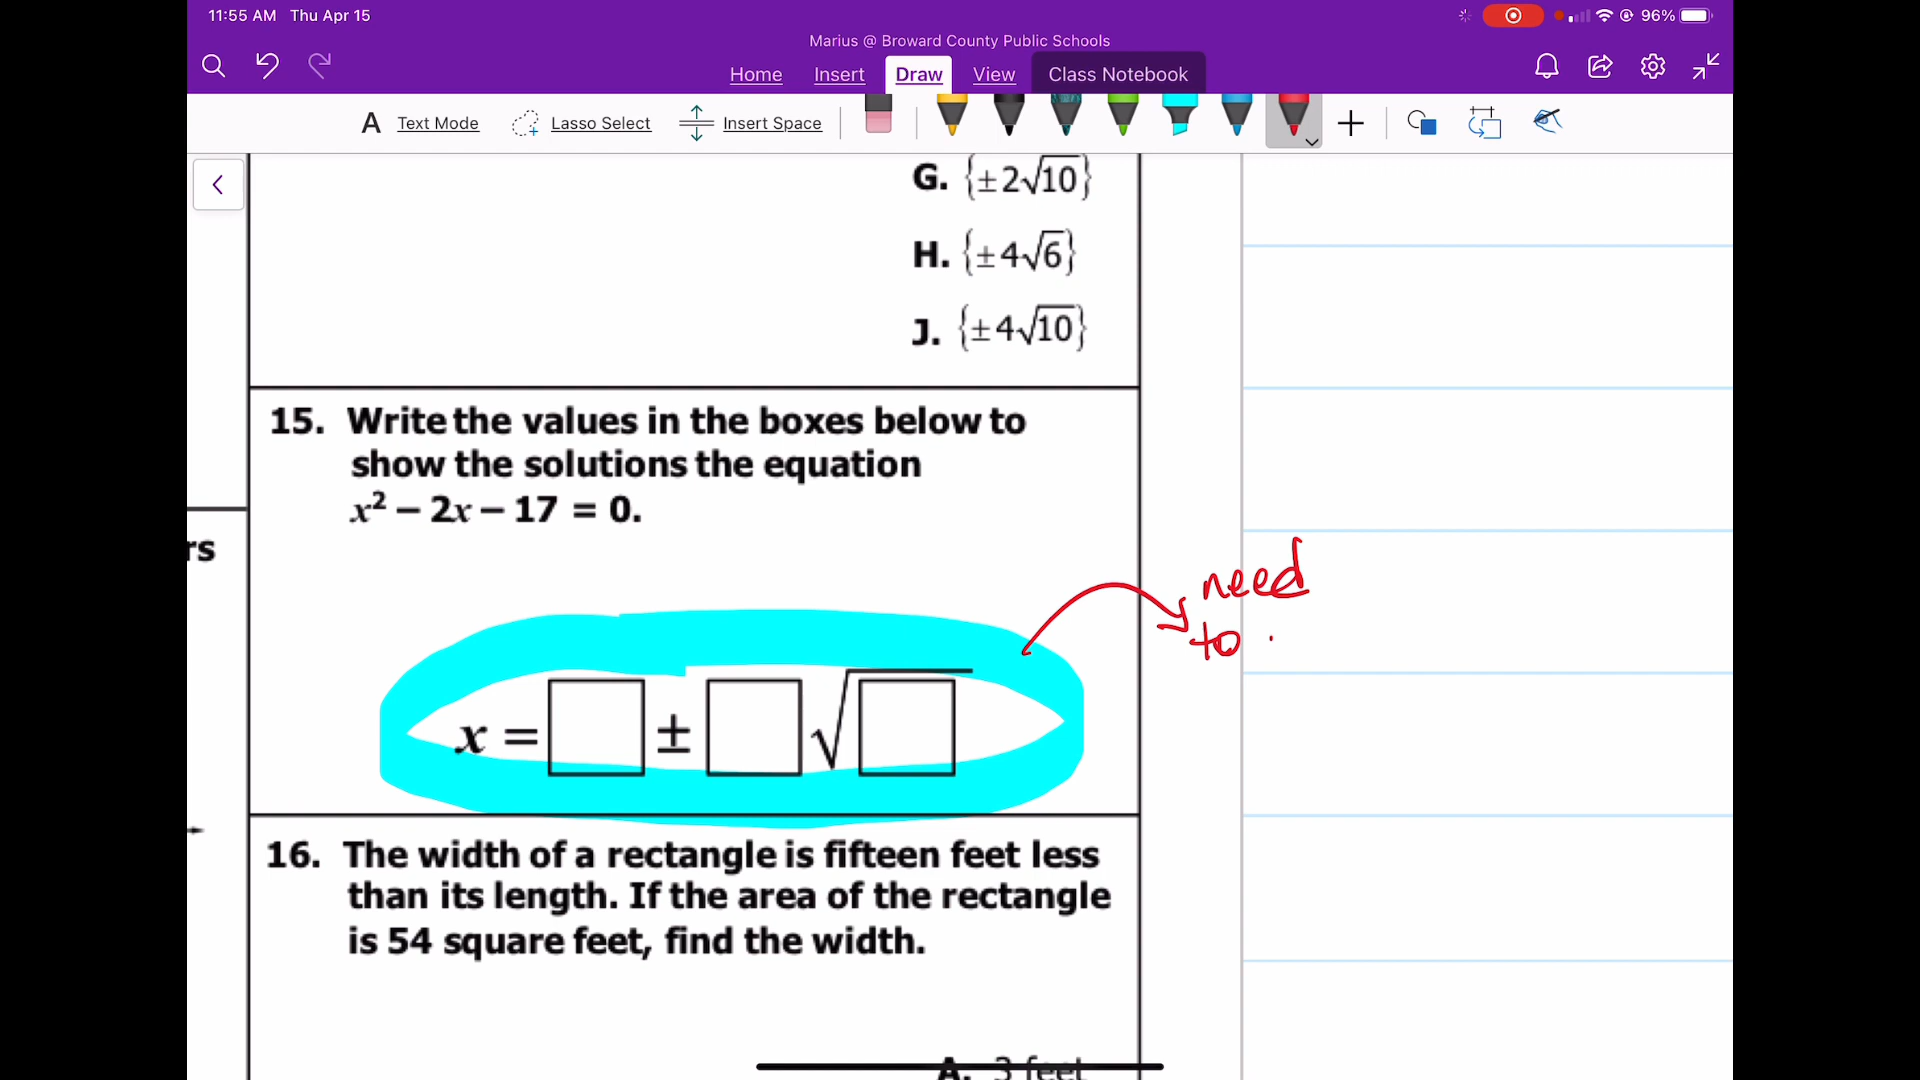 11:55 AM Thu Apr 15
96%
Marius @ Broward County Public Schools
Home Insert Draw View Class Notebook
A Text Mode Lasso Select Insert Space
G. {±2√10}
H. {±4√6}
J. {±4√10}
15. Write the values in the boxes below to
show the solutions the equation
x² – 2x – 17 = 0.
rs
need
to
x = ± √
16. The width of a rectangle is fifteen feet less
than its length. If the area of the rectangle
is 54 square feet, find the width.
A. 3 feet